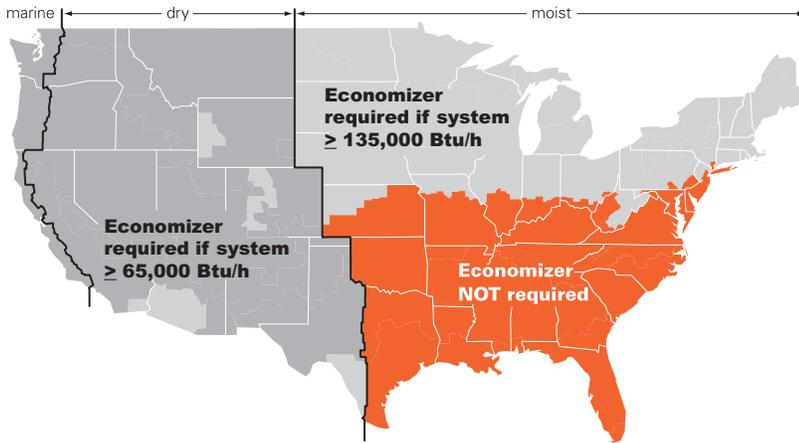 marine
dry
moist
Economizer
required if system
≥ 135,000 Btu/h
Economizer
required if system
≥ 65,000 Btu/h
Economizer
NOT required